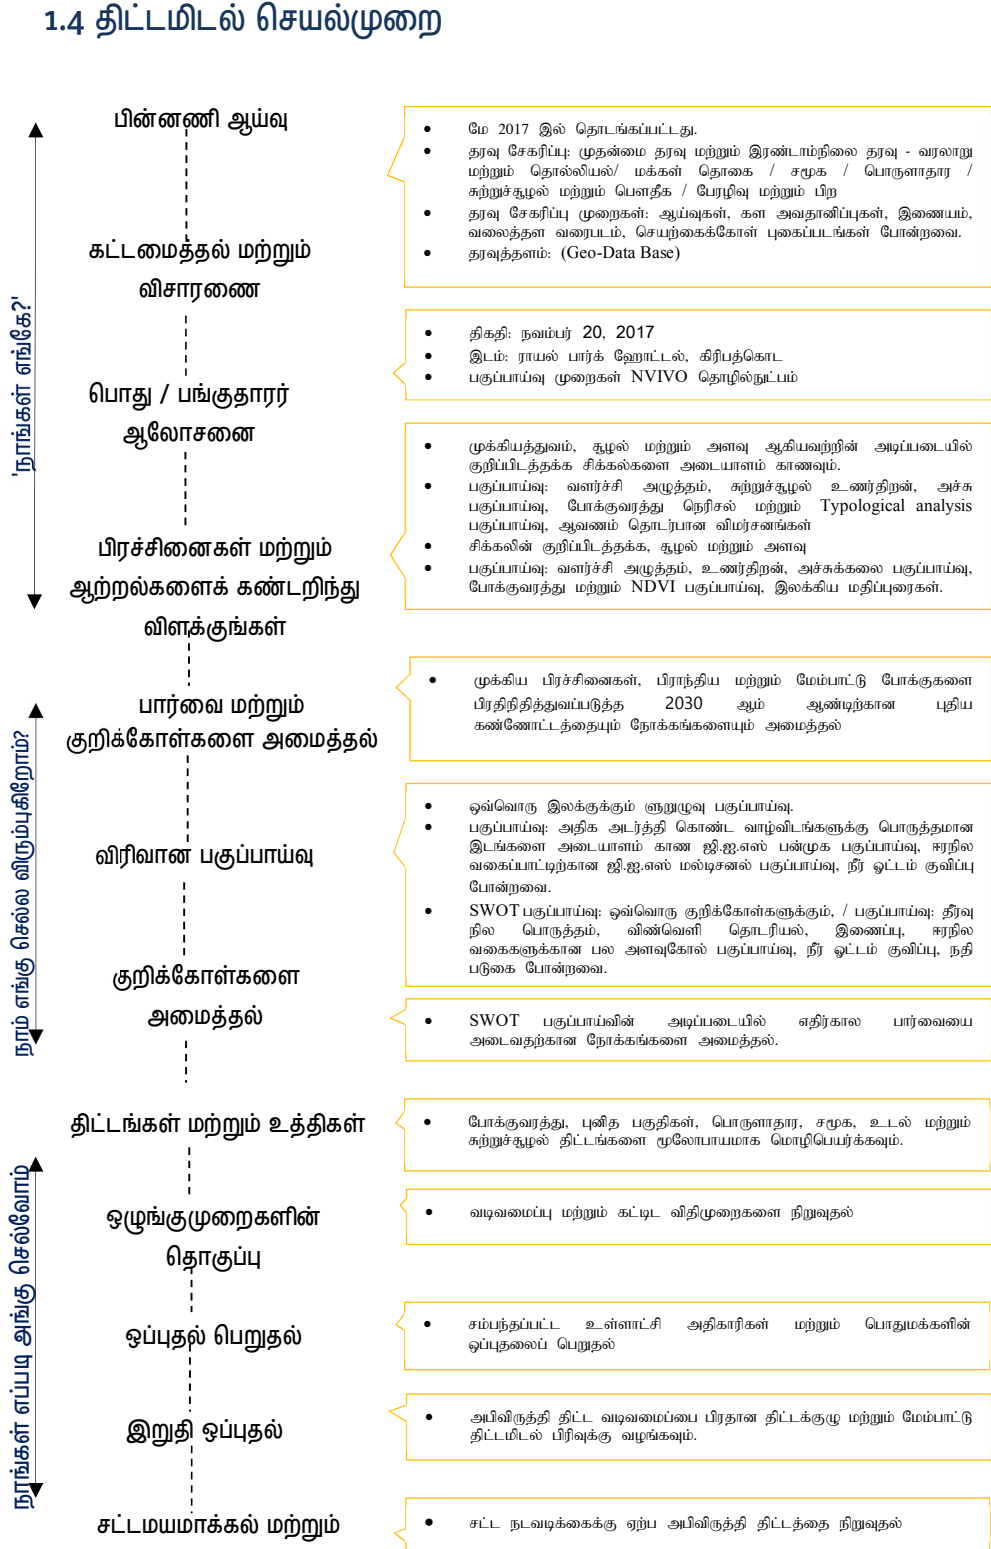 1.4 திட்டமிடல் செயல்முறை
'நாங்கள் எங்கே?'
பின்னணி ஆய்வு
• மே 2017 இல் தொடங்கப்பட்டது.
• தரவு சேகரிப்பு: முதன்மை தரவு மற்றும் இரண்டாம்நிலை தரவு - வரலாறு
மற்றும் தொல்லியல்/ மக்கள் தொகை / சமூக / பொருளாதார /
சுற்றுச்சூழல் மற்றும் பௌதீக / பேரழிவு மற்றும் பிற
• தரவு சேகரிப்பு முறைகள்: ஆய்வுகள், கள அவதானிப்புகள், இணையம்,
வலைத்தள வரைபடம், செயற்கைக்கோள் புகைப்படங்கள் போன்றவை.
• தரவுத்தளம்: (Geo-Data Base)
கட்டமைத்தல் மற்றும்
விசாரணை
• திகதி: நவம்பர் 20, 2017
• இடம்: ராயல் பார்க் ஹோட்டல், கிரிபத்கொட
• பகுப்பாய்வு முறைகள் NVIVO தொழில்நுட்பம்
பொது / பங்குதாரர்
ஆலோசனை
• முக்கியத்துவம், சூழல் மற்றும் அளவு ஆகியவற்றின் அடிப்படையில்
குறிப்பிடத்தக்க சிக்கல்களை அடையாளம் காணவும்.
• பகுப்பாய்வு: வளர்ச்சி அழுத்தம், சுற்றுச்சூழல் உணர்திறன், அச்சு
பகுப்பாய்வு, போக்குவரத்து நெரிசல் மற்றும் Typological analysis
பகுப்பாய்வு, ஆவணம் தொடர்பான விமர்சனங்கள்
• சிக்கலின் குறிப்பிடத்தக்க, சூழல் மற்றும் அளவு
• பகுப்பாய்வு: வளர்ச்சி அழுத்தம், உணர்திறன், அச்சுக்கலை பகுப்பாய்வு,
போக்குவரத்து மற்றும் NDVI பகுப்பாய்வு, இலக்கிய மதிப்புரைகள்.
பிரச்சினைகள் மற்றும்
ஆற்றல்களைக் கண்டறிந்து
விளக்குங்கள்
நாம் எங்கு செல்ல விரும்புகிறோம்?
பார்வை மற்றும்
குறிக்கோள்களை அமைத்தல்
• முக்கிய பிரச்சினைகள், பிராந்திய மற்றும் மேம்பாட்டு போக்குகளை
பிரதிநிதித்துவப்படுத்த 2030 ஆம் ஆண்டிற்கான புதிய
கண்ணோட்டத்தையும் நோக்கங்களையும் அமைத்தல்
விரிவான பகுப்பாய்வு
• ஒவ்வொரு இலக்குக்கும் ளுறுழுவு பகுப்பாய்வு.
• பகுப்பாய்வு: அதிக அடர்த்தி கொண்ட வாழ்விடங்களுக்கு பொருத்தமான
இடங்களை அடையாளம் காண ஜி.ஐ.எஸ் பன்முக பகுப்பாய்வு, ஈரநில
வகைப்பாட்டிற்கான ஜி.ஐ.எஸ் மல்டிசனல் பகுப்பாய்வு, நீர் ஓட்டம் குவிப்பு
போன்றவை.
• SWOT பகுப்பாய்வு: ஒவ்வொரு குறிக்கோள்களுக்கும், / பகுப்பாய்வு: தீர்வு
நில பொருத்தம், விண்வெளி தொடரியல், இணைப்பு, ஈரநில
வகைகளுக்கான பல அளவுகோல் பகுப்பாய்வு, நீர் ஓட்டம் குவிப்பு, நதி
படுகை போன்றவை.
குறிக்கோள்களை
அமைத்தல்
• SWOT பகுப்பாய்வின் அடிப்படையில் எதிர்கால பார்வையை
அடைவதற்கான நோக்கங்களை அமைத்தல்.
நாங்கள் எப்படி அங்கு செல்வோம்
திட்டங்கள் மற்றும் உத்திகள்
• போக்குவரத்து, புனித பகுதிகள், பொருளாதார, சமூக, உடல் மற்றும்
சுற்றுச்சூழல் திட்டங்களை மூலோபாயமாக மொழிபெயர்க்கவும்.
ஒழுங்குமுறைகளின்
தொகுப்பு
• வடிவமைப்பு மற்றும் கட்டிட விதிமுறைகளை நிறுவுதல்
ஒப்புதல் பெறுதல்
• சம்பந்தப்பட்ட உள்ளாட்சி அதிகாரிகள் மற்றும் பொதுமக்களின்
ஒப்புதலைப் பெறுதல்
இறுதி ஒப்புதல்
• அபிவிருத்தி திட்ட வடிவமைப்பை பிரதான திட்டக்குழு மற்றும் மேம்பாட்டு
திட்டமிடல் பிரிவுக்கு வழங்கவும்.
சட்டமயமாக்கல் மற்றும்
• சட்ட நடவடிக்கைக்கு ஏற்ப அபிவிருத்தி திட்டத்தை நிறுவுதல்